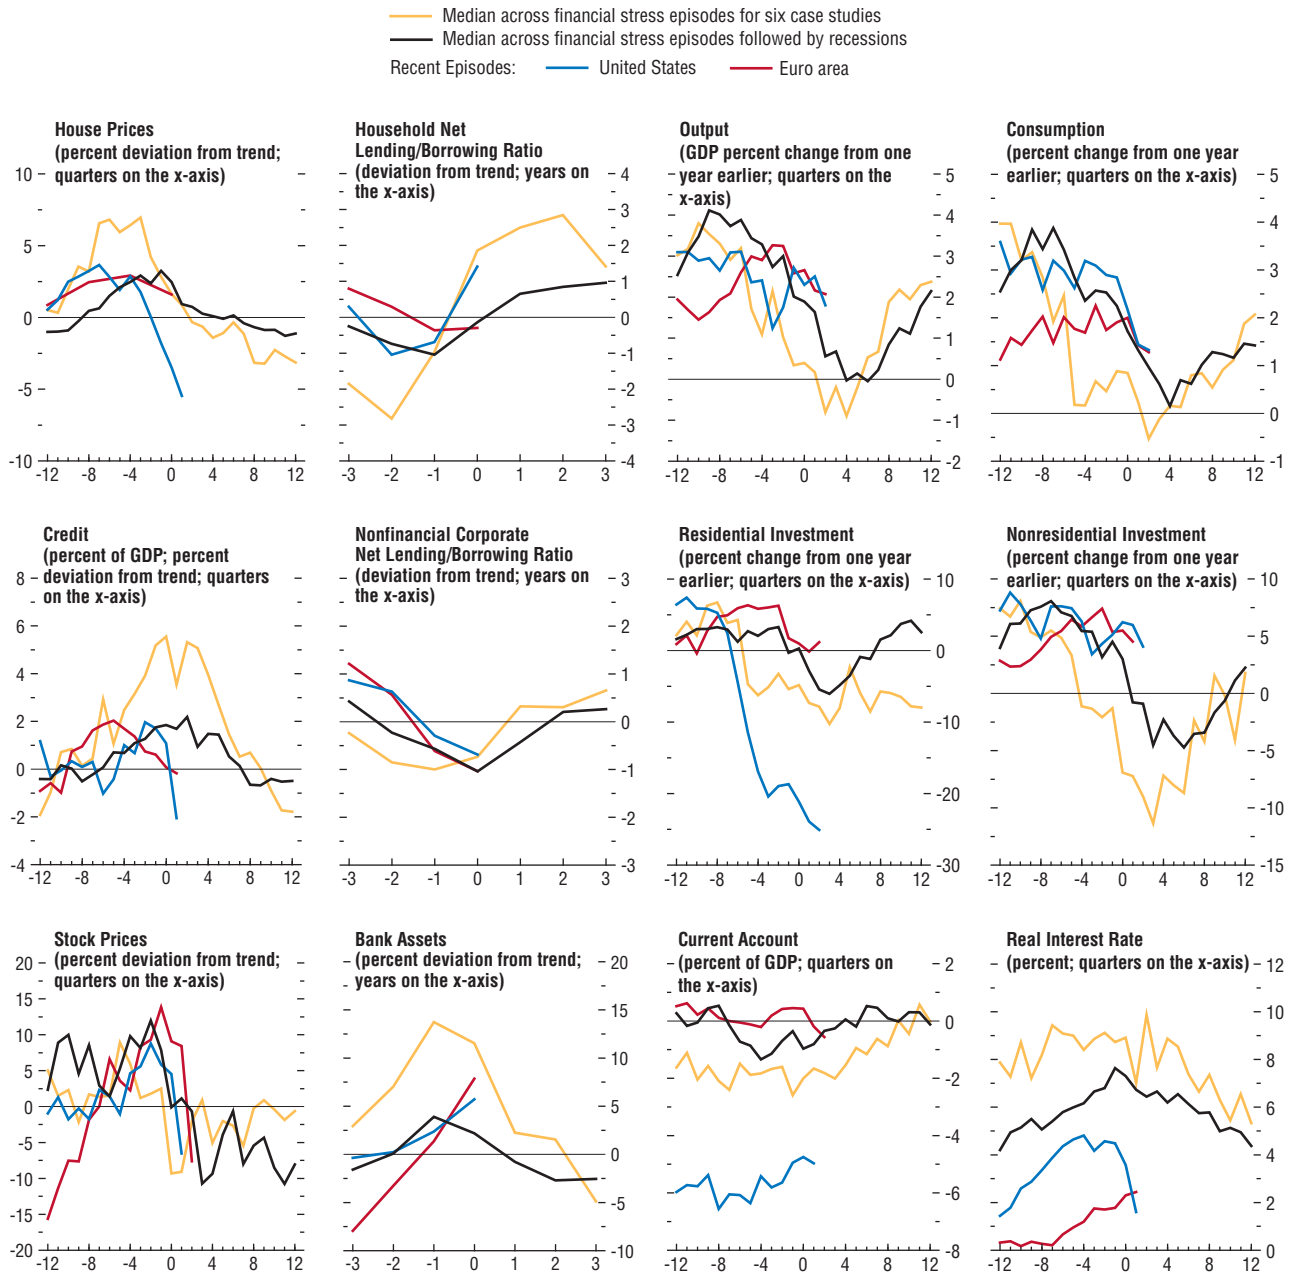 Median across financial stress episodes for six case studies
Median across financial stress episodes followed by recessions
Recent Episodes: United States Euro area
House Prices
(percent deviation from trend;
quarters on the x-axis)
10
5
0
-5
-10
-12 -8 -4 0 4 8 12
Household Net
Lending/Borrowing Ratio
(deviation from trend; years on
the x-axis)
4
3
2
1
0
-1
-2
-3
-4
-3 -2 -1 0 1 2 3
Output
(GDP percent change from one
year earlier; quarters on the
x-axis)
5
4
3
2
1
0
-1
-2
-12 -8 -4 0 4 8 12
Consumption
(percent change from one year
earlier; quarters on the x-axis)
5
4
3
2
1
0
-1
-12 -8 -4 0 4 8 12
Credit
(percent of GDP; percent
deviation from trend; quarters
on the x-axis)
8
6
4
2
0
-2
-4
-12 -8 -4 0 4 8 12
Nonfinancial Corporate
Net Lending/Borrowing Ratio
(deviation from trend; years on
the x-axis)
3
2
1
0
-1
-2
-3
-3 -2 -1 0 1 2 3
Residential Investment
(percent change from one year
earlier; quarters on the x-axis)
10
0
-10
-20
-30
-12 -8 -4 0 4 8 12
Nonresidential Investment
(percent change from one year
earlier; quarters on the x-axis)
10
5
0
-5
-10
-15
-12 -8 -4 0 4 8 12
Stock Prices
(percent deviation from trend;
quarters on the x-axis)
20
15
10
5
0
-5
-10
-15
-20
-12 -8 -4 0 4 8 12
Bank Assets
(percent deviation from trend;
years on the x-axis)
20
15
10
5
0
-5
-10
-3 -2 -1 0 1 2 3
Current Account
(percent of GDP; quarters on
the x-axis)
2
0
-2
-4
-6
-8
-12 -8 -4 0 4 8 12
Real Interest Rate
(percent; quarters on the x-axis)
12
10
8
6
4
2
0
-12 -8 -4 0 4 8 12